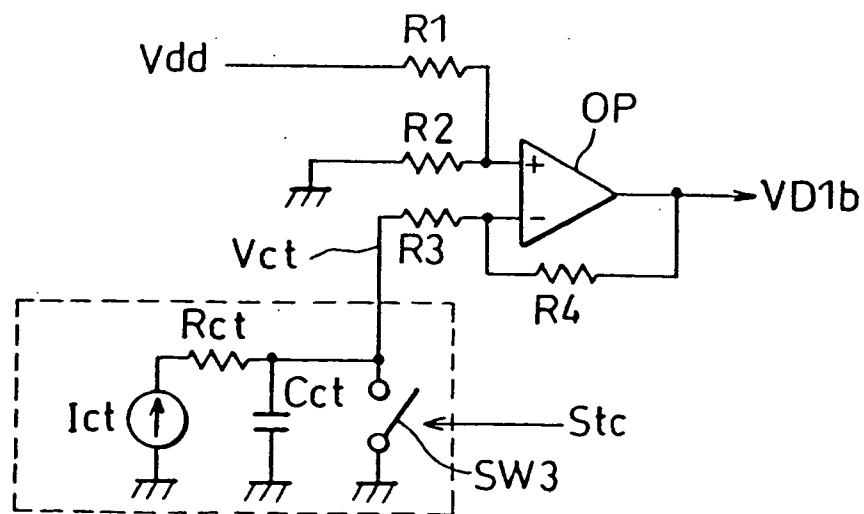 R1
Vdd
OP
R2
+
VD1b
−
R3
Vct
R4
Rct
Cct
Ict
Stc
SW3